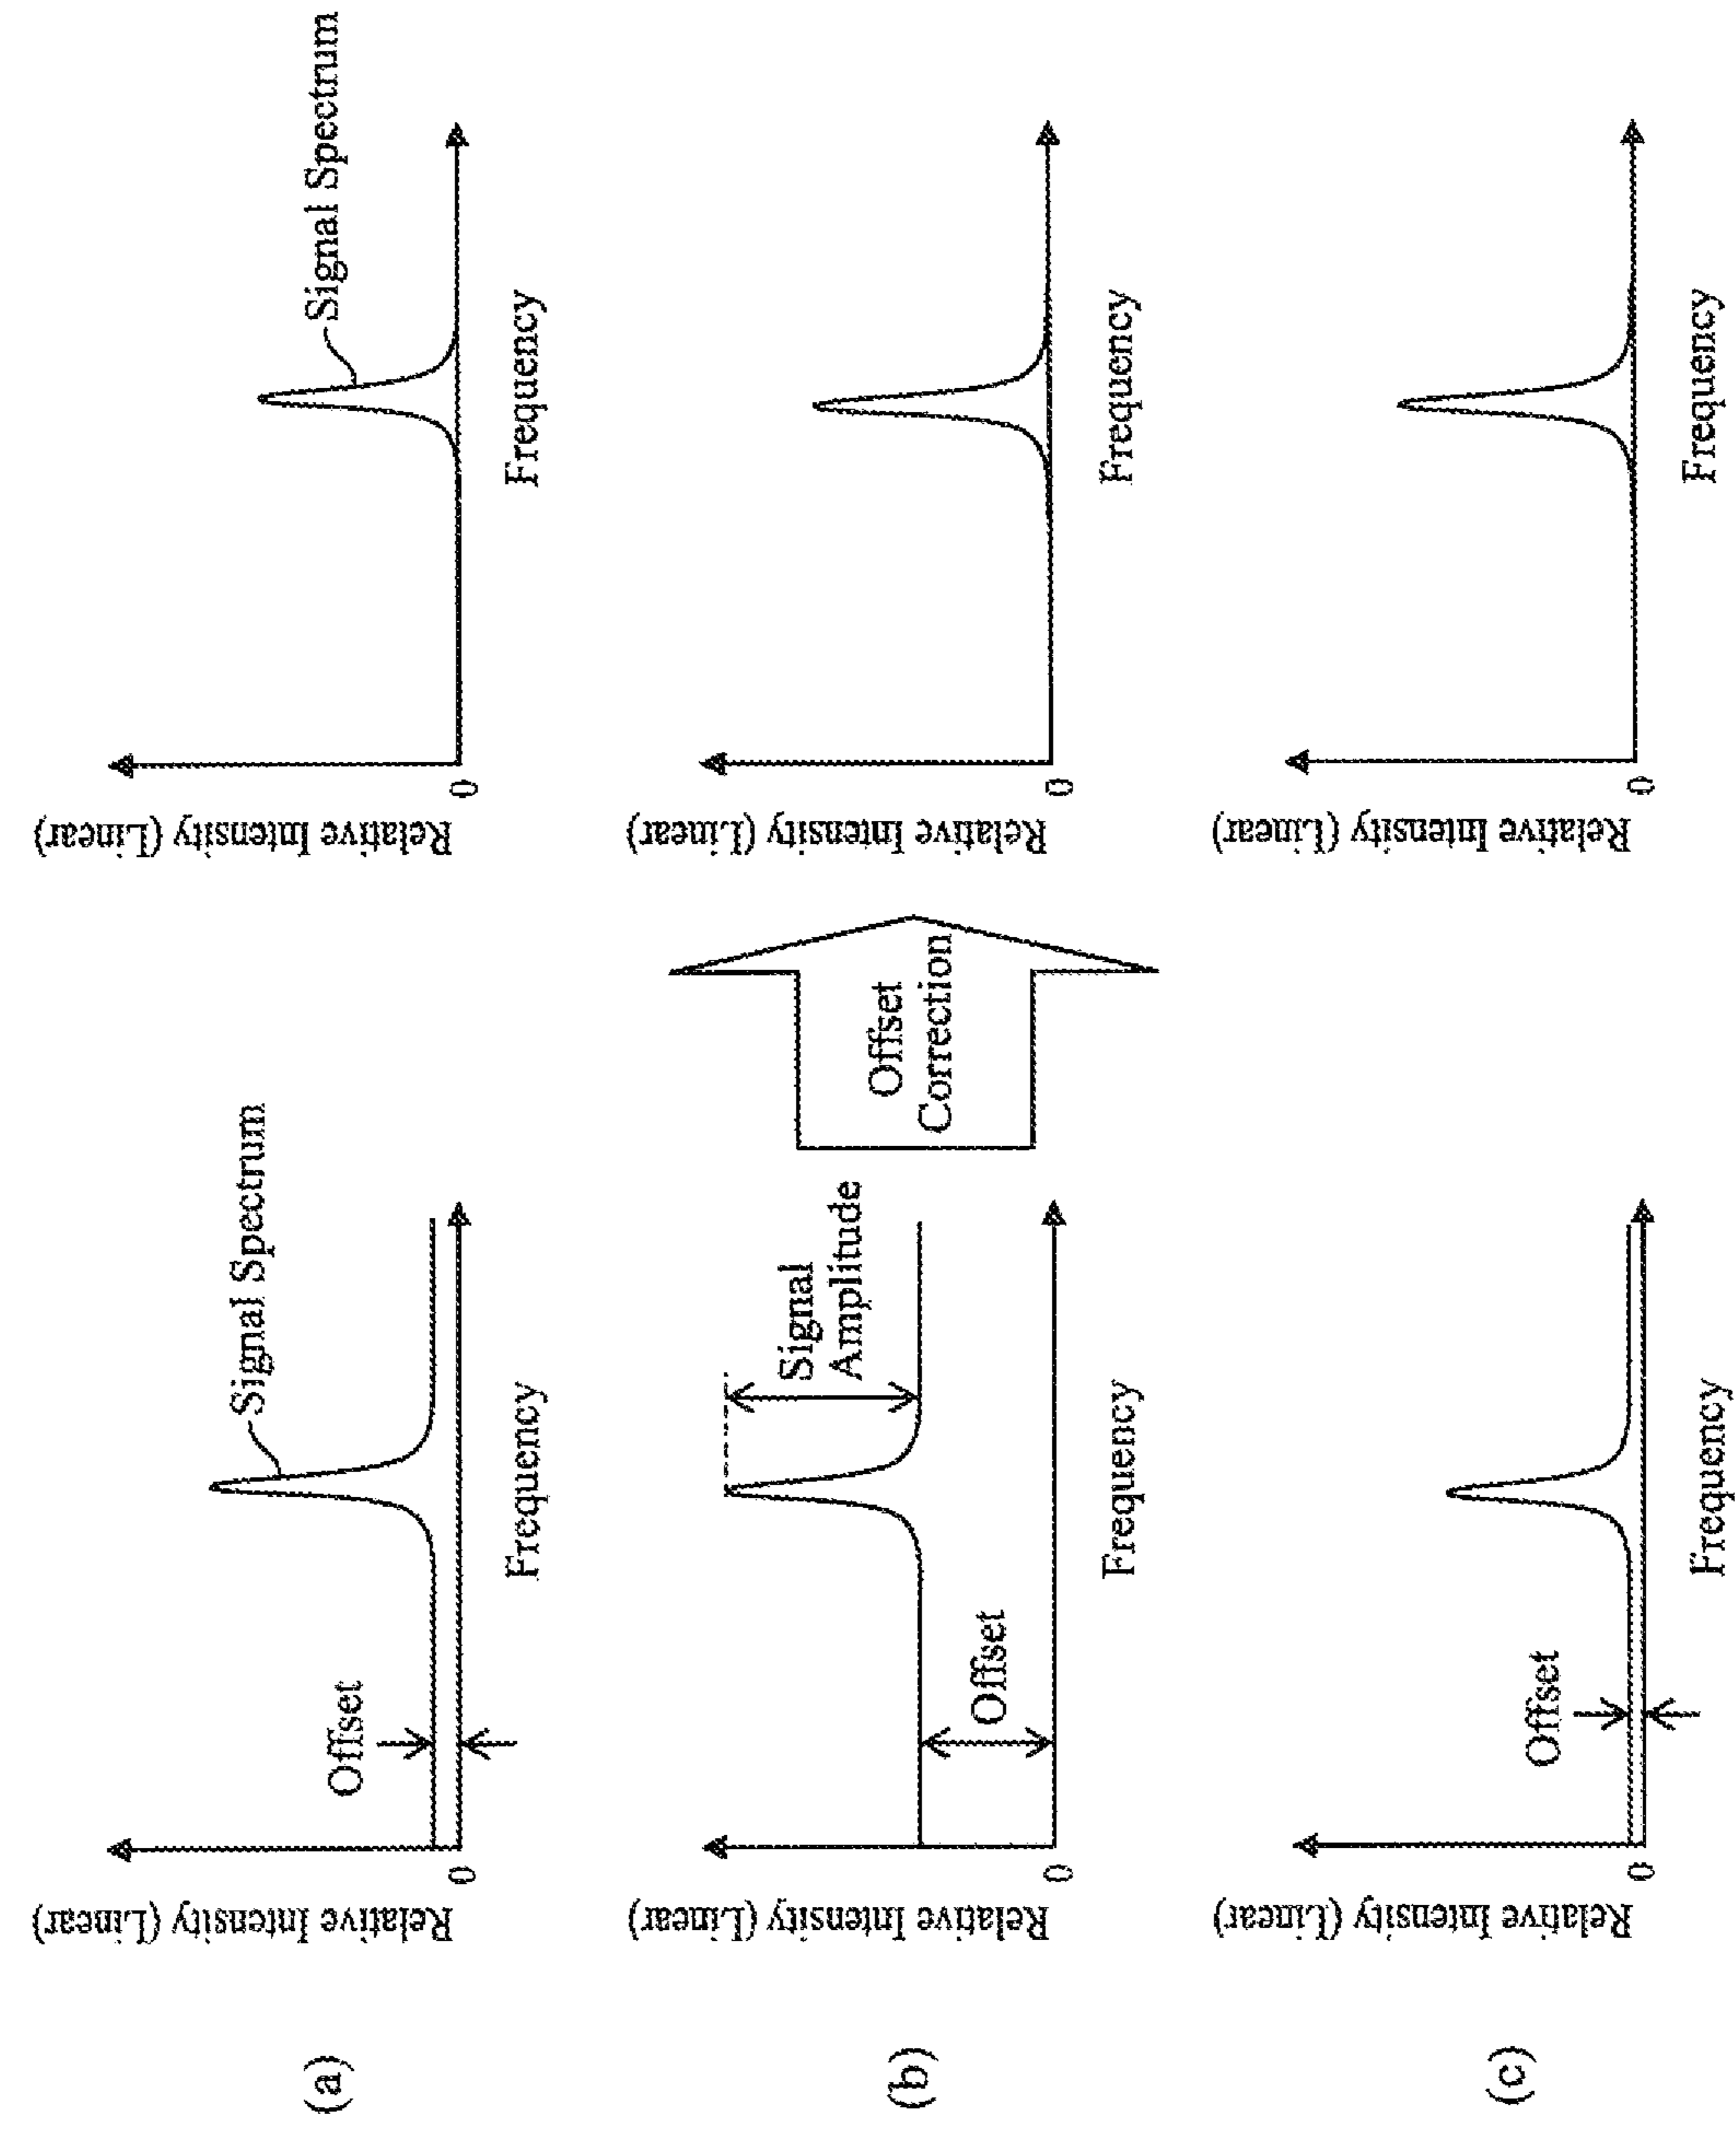 (a)
Relative Intensity (Linear)
0
Offset
Signal Spectrum
Frequency
Relative Intensity (Linear)
0
Signal Spectrum
Frequency
(b)
Relative Intensity (Linear)
0
Offset
Signal
Amplitude
Frequency
Offset
Correction
Relative Intensity (Linear)
0
Frequency
(c)
Relative Intensity (Linear)
0
Offset
Frequency
Relative Intensity (Linear)
0
Frequency